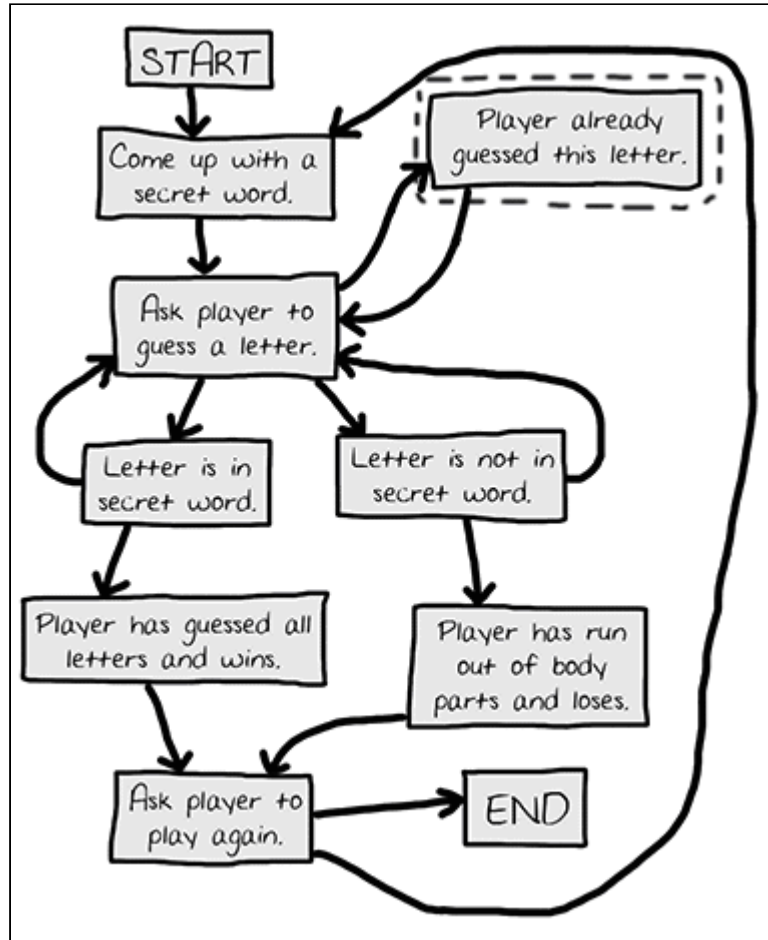 START
Come up with a
secret word.
Player already
guessed this letter.
Ask player to
guess a letter.
Letter is in
secret word.
Letter is not in
secret word.
Player has guessed all
letters and wins.
Player has run
out of body
parts and loses.
Ask player to
play again.
END